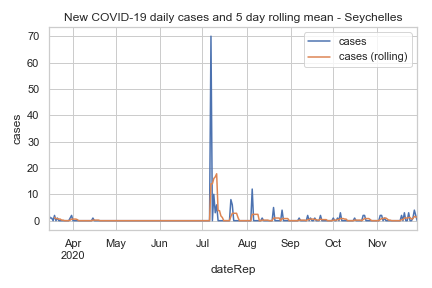 New COVID-19 daily cases and 5 day rolling mean - Seychelles
cases
cases (rolling)
cases
70
60
50
40
30
20
10
0
Apr May Jun Jul Aug Sep Oct Nov
2020
dateRep